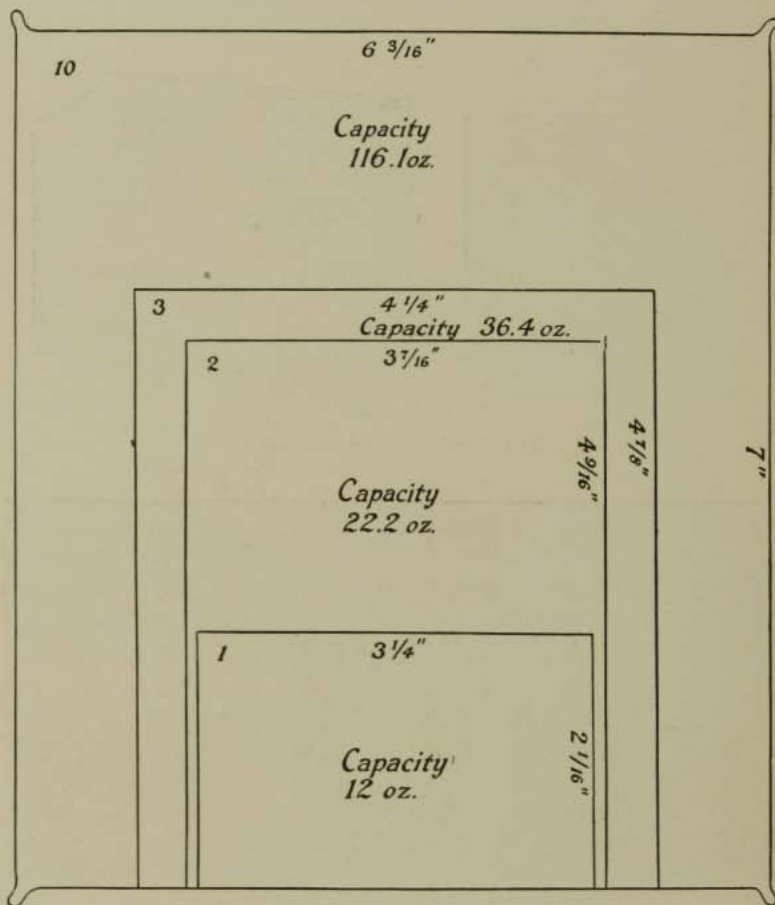 6 3/16"
10
Capacity
116.1oz.
3
4 1/4"
Capacity 36.4 oz.
2
3 7/16"
4 9/16"
4 7/8"
7"
Capacity
22.2 oz.
1
3 1/4"
2 1/16"
Capacity
12 oz.